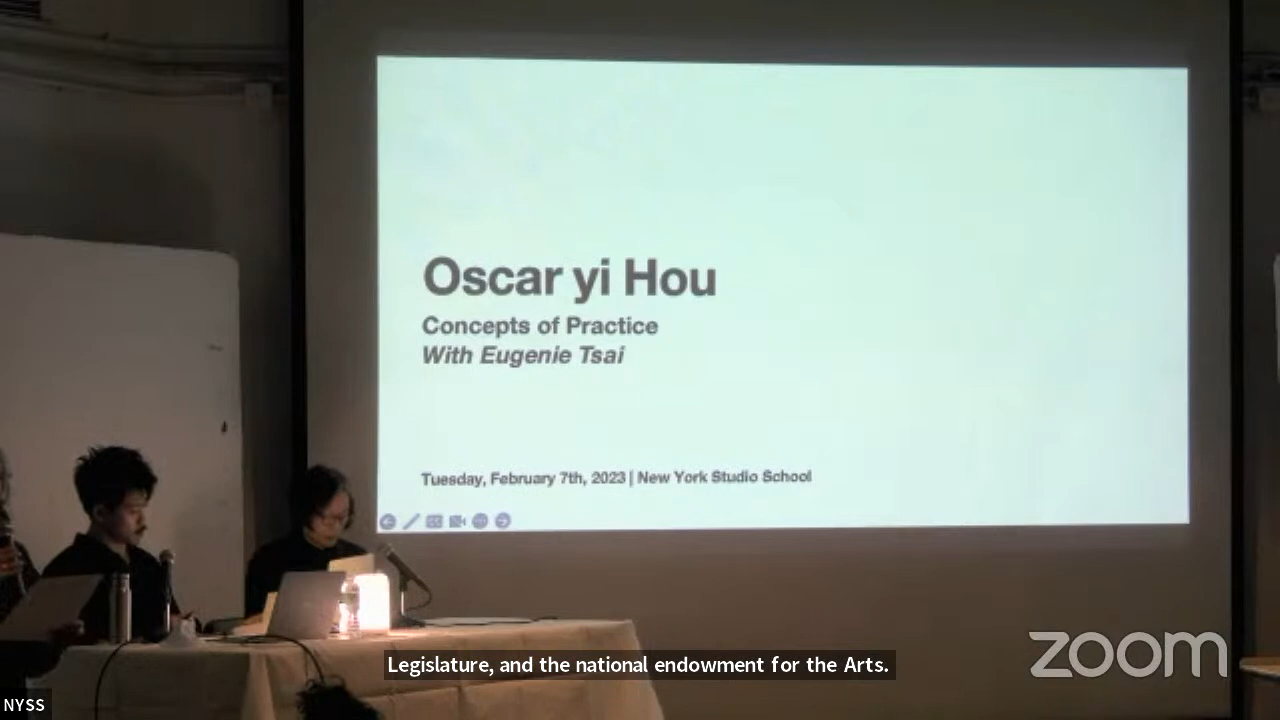 Oscar yi Hou
Concepts of Practice
With Eugenie Tsai
Tuesday, February 7th, 2023 | New York Studio School
Legislature, and the national endowment for the Arts.
zoom
NYSS